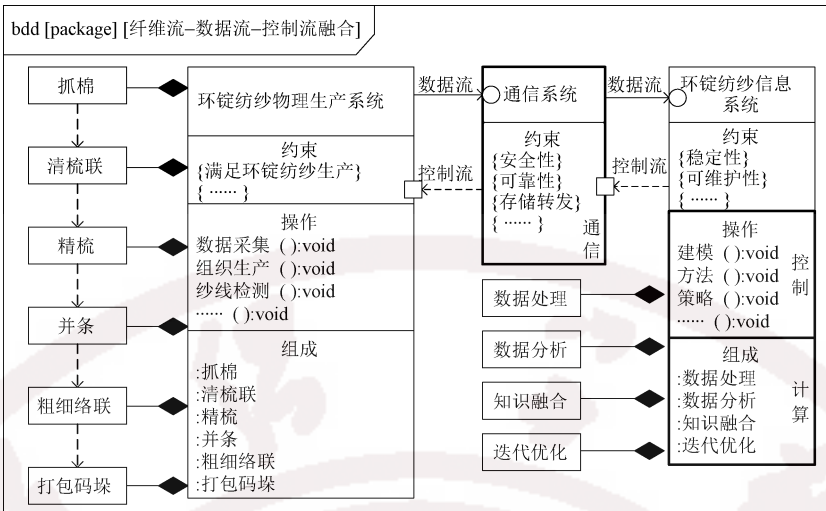 bdd [package] [纤维流–数据流–控制流融合]
抓棉
清梳联
精梳
并条
粗细络联
打包码垛
环锭纺纱物理生产系统
约束
{满足环锭纺纱生产}
{ ······ }
操作
数据采集 ( ):void
组织生产 ( ):void
纱线检测 ( ):void
······ ( ):void
组成
:抓棉
:清梳联
:精梳
:并条
:粗细络联
:打包码垛
数据流
控制流
通信系统
约束
{安全性}
{可靠性}
{存储转发}
{ ······ }
通
信
数据流
控制流
数据处理
数据分析
知识融合
迭代优化
环锭纺纱信息
系统
约束
{稳定性}
{可维护性}
{ ······ }
操作
建模 ( ):void
方法 ( ):void
策略 ( ):void
······ ( ):void
控
制
组成
:数据处理
:数据分析
:知识融合
:迭代优化
计
算